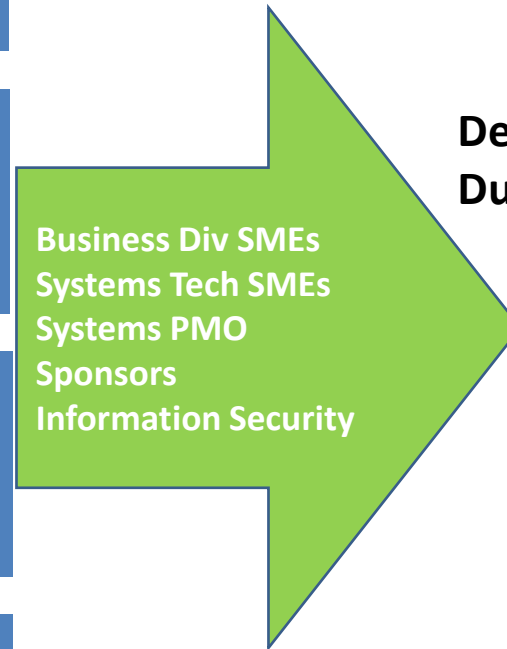 Business Div SMEs
Systems Tech SMEs
Systems PMO
Sponsors
Information Security